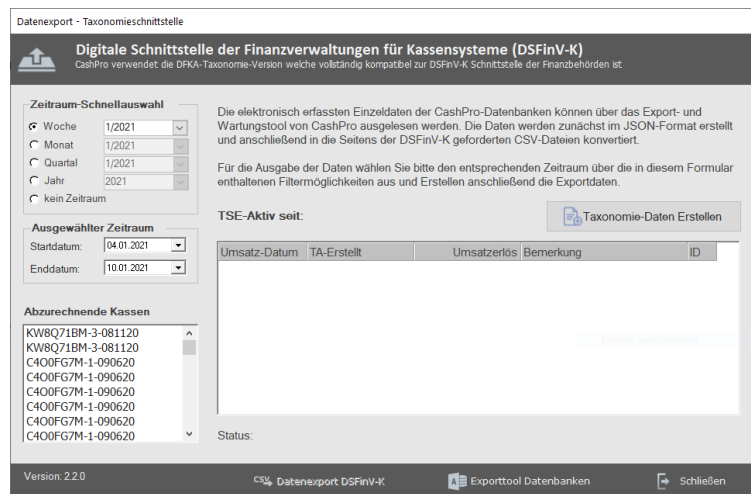 Datenexport - Taxonomieschnittstelle
Digitale Schnittstelle der Finanzverwaltungen für Kassensysteme (DSFinV-K)
CashPro verwendet die DFKA-Taxonomie-Version welche vollständig kompatibel zur DSFinV-K Schnittstelle der Finanzbehörden ist
Zeitraum-Schnellauswahl
Woche 1/2021
Monat 1/2021
Quartal 1/2021
Jahr 2021
kein Zeitraum
Ausgewählter Zeitraum
Startdatum: 04.01.2021
Enddatum: 10.01.2021
Abzurechnende Kassen
KW8Q71BM-3-081120
KW8Q71BM-3-081120
C4O0FG7M-1-090620
C4O0FG7M-1-090620
C4O0FG7M-1-090620
C4O0FG7M-1-090620
C4O0FG7M-1-090620
C4O0FG7M-1-090620
Die elektronisch erfassten Einzeldaten der CashPro-Datenbanken können über das Export- und
Wartungstool von CashPro ausgelesen werden. Die Daten werden zunächst im JSON-Format erstellt
und anschließend in die Seitens der DSFinV-K geforderten CSV-Dateien konvertiert.
Für die Ausgabe der Daten wählen Sie bitte den entsprechenden Zeitraum über die in diesem Formular
enthaltenen Filtermöglichkeiten aus und Erstellen anschließend die Exportdaten.
TSE-Aktiv seit:
Taxonomie-Daten Erstellen
Umsatz-Datum TA-Erstellt Umsatzerlös Bemerkung ID
Status:
Version: 2.2.0
CSV Datenexport DSFinV-K
Exporttool Datenbanken
Schließen